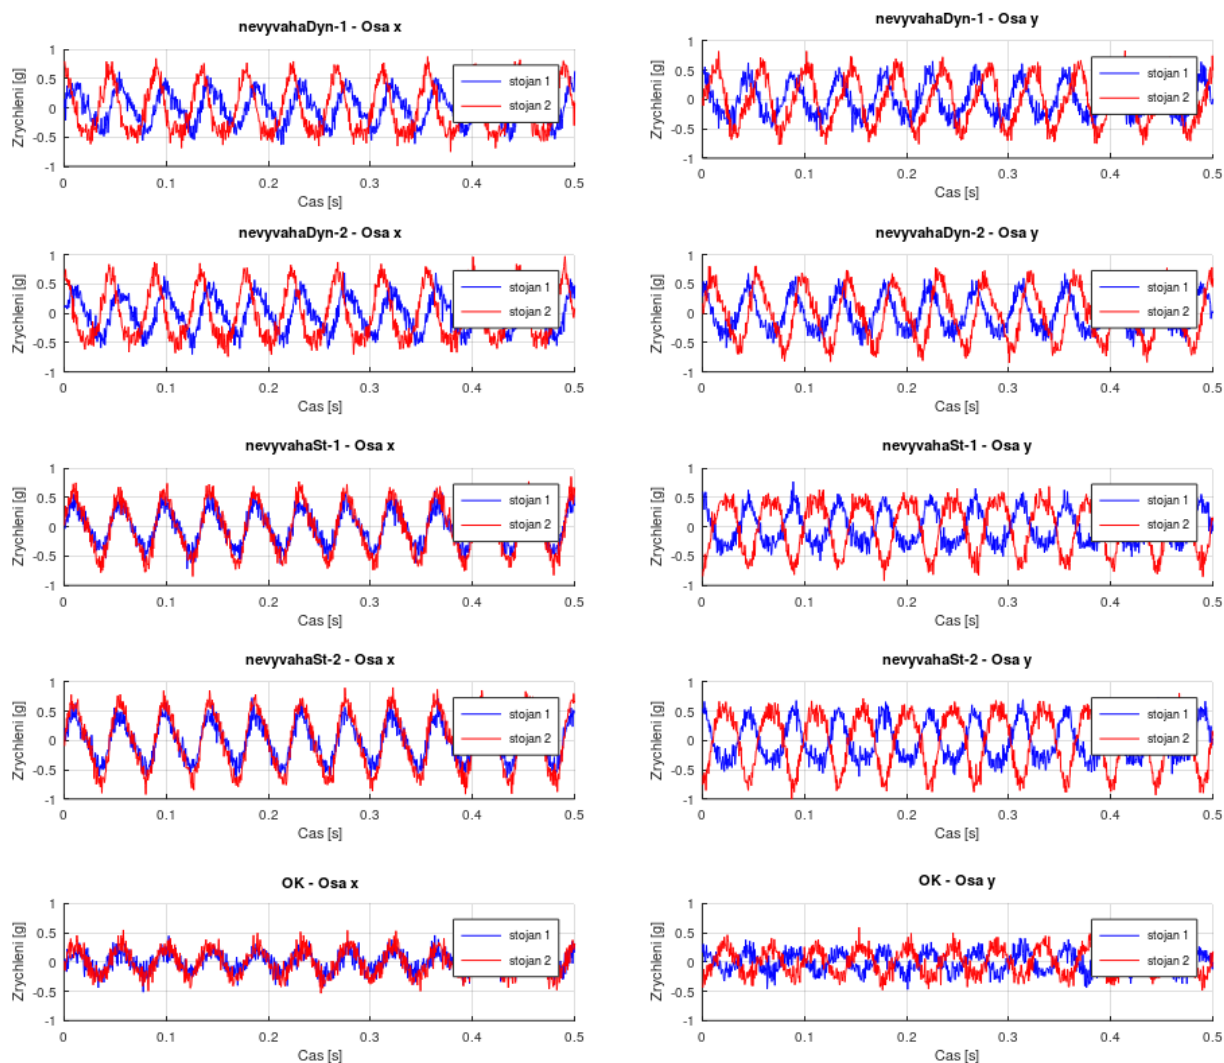 nevyvahaDyn-1 - Osa x
1
0.5
0
-0.5
-1
Zrychleni [g]
stojan 1
stojan 2
0 0.1 0.2 0.3 0.4 0.5
Cas [s]
nevyvahaDyn-1 - Osa y
1
0.5
0
-0.5
-1
Zrychleni [g]
stojan 1
stojan 2
0 0.1 0.2 0.3 0.4 0.5
Cas [s]
nevyvahaDyn-2 - Osa x
1
0.5
0
-0.5
-1
Zrychleni [g]
stojan 1
stojan 2
0 0.1 0.2 0.3 0.4 0.5
Cas [s]
nevyvahaDyn-2 - Osa y
1
0.5
0
-0.5
-1
Zrychleni [g]
stojan 1
stojan 2
0 0.1 0.2 0.3 0.4 0.5
Cas [s]
nevyvahaSt-1 - Osa x
1
0.5
0
-0.5
-1
Zrychleni [g]
stojan 1
stojan 2
0 0.1 0.2 0.3 0.4 0.5
Cas [s]
nevyvahaSt-1 - Osa y
1
0.5
0
-0.5
-1
Zrychleni [g]
stojan 1
stojan 2
0 0.1 0.2 0.3 0.4 0.5
Cas [s]
nevyvahaSt-2 - Osa x
1
0.5
0
-0.5
-1
Zrychleni [g]
stojan 1
stojan 2
0 0.1 0.2 0.3 0.4 0.5
Cas [s]
nevyvahaSt-2 - Osa y
1
0.5
0
-0.5
-1
Zrychleni [g]
stojan 1
stojan 2
0 0.1 0.2 0.3 0.4 0.5
Cas [s]
OK - Osa x
1
0.5
0
-0.5
-1
Zrychleni [g]
stojan 1
stojan 2
0 0.1 0.2 0.3 0.4 0.5
Cas [s]
OK - Osa y
1
0.5
0
-0.5
-1
Zrychleni [g]
stojan 1
stojan 2
0 0.1 0.2 0.3 0.4 0.5
Cas [s]